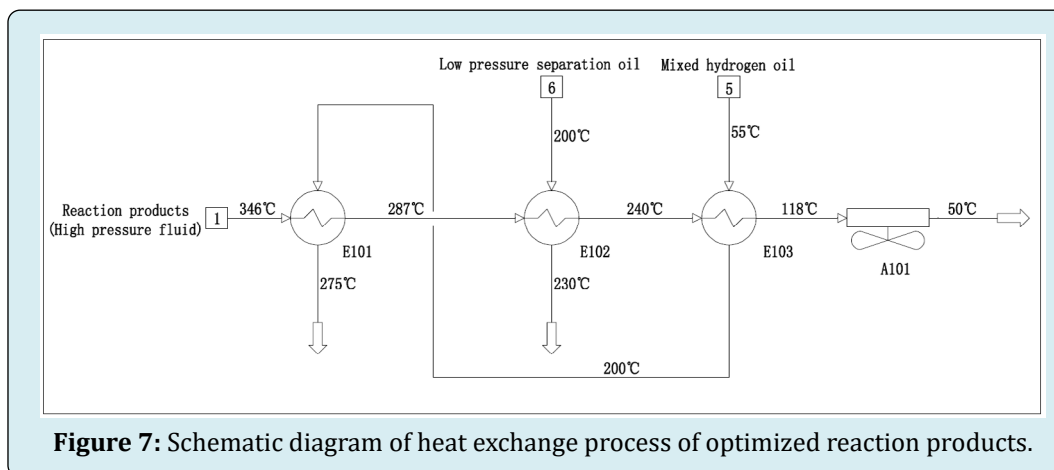 Low pressure separation oil
Mixed hydrogen oil
6
5
200℃
55℃
Reaction products
(High pressure fluid)
1
346℃
287℃
240℃
118℃
50℃
E101
E102
E103
A101
275℃
230℃
200℃
Figure 7: Schematic diagram of heat exchange process of optimized reaction products.